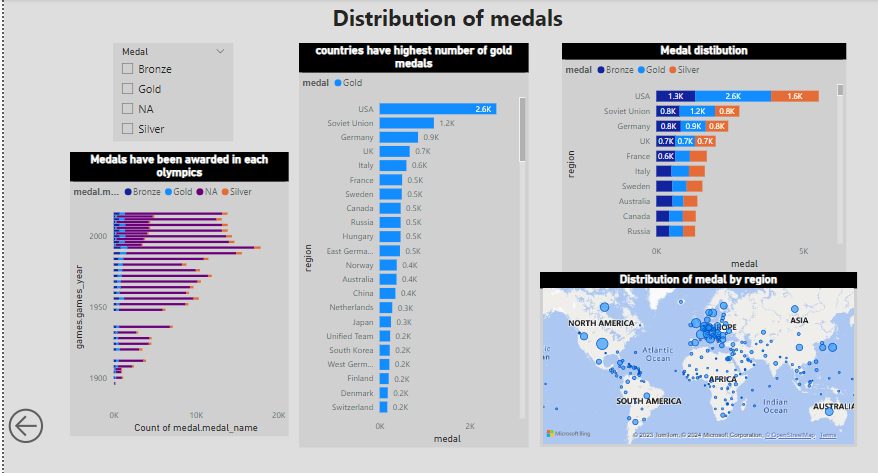 Distribution of medals
Medal
Bronze
Gold
NA
Silver
Medals have been awarded in each
olympics
medal.m... Bronze Gold NA Silver
games.games_year
2000
1950
1900
0K 10K 20K
Count of medal.medal_name
countries have highest number of gold
medals
medal Gold
region
USA 2.6K
Soviet Union 1.2K
Germany 0.9K
UK 0.7K
Italy 0.6K
France 0.5K
Sweden 0.5K
Canada 0.5K
Russia 0.5K
Hungary 0.5K
East Germa... 0.5K
Norway 0.4K
Australia 0.4K
China 0.4K
Netherlands 0.3K
Japan 0.3K
Unified Team 0.2K
South Korea 0.2K
West Germ... 0.2K
Finland 0.2K
Denmark 0.2K
Switzerland 0.2K
0K 2K
medal
Medal distibution
medal Bronze Gold Silver
region
USA 1.3K 2.6K 1.6K
Soviet Union 0.8K 1.2K 0.8K
Germany 0.8K 0.9K 0.8K
UK 0.7K 0.7K 0.7K
France 0.6K
Italy
Sweden
Australia
Canada
Russia
0K 5K
medal
Distribution of medal by region
NORTH AMERICA
OPE
ASIA
Atlantic
Ocean
AFRICA
SOUTH AMERICA
Indian
Ocean
AUSTRALIA
Microsoft Bing
© 2023 TomTom, © 2024 Microsoft Corporation, © OpenStreetMap Terms